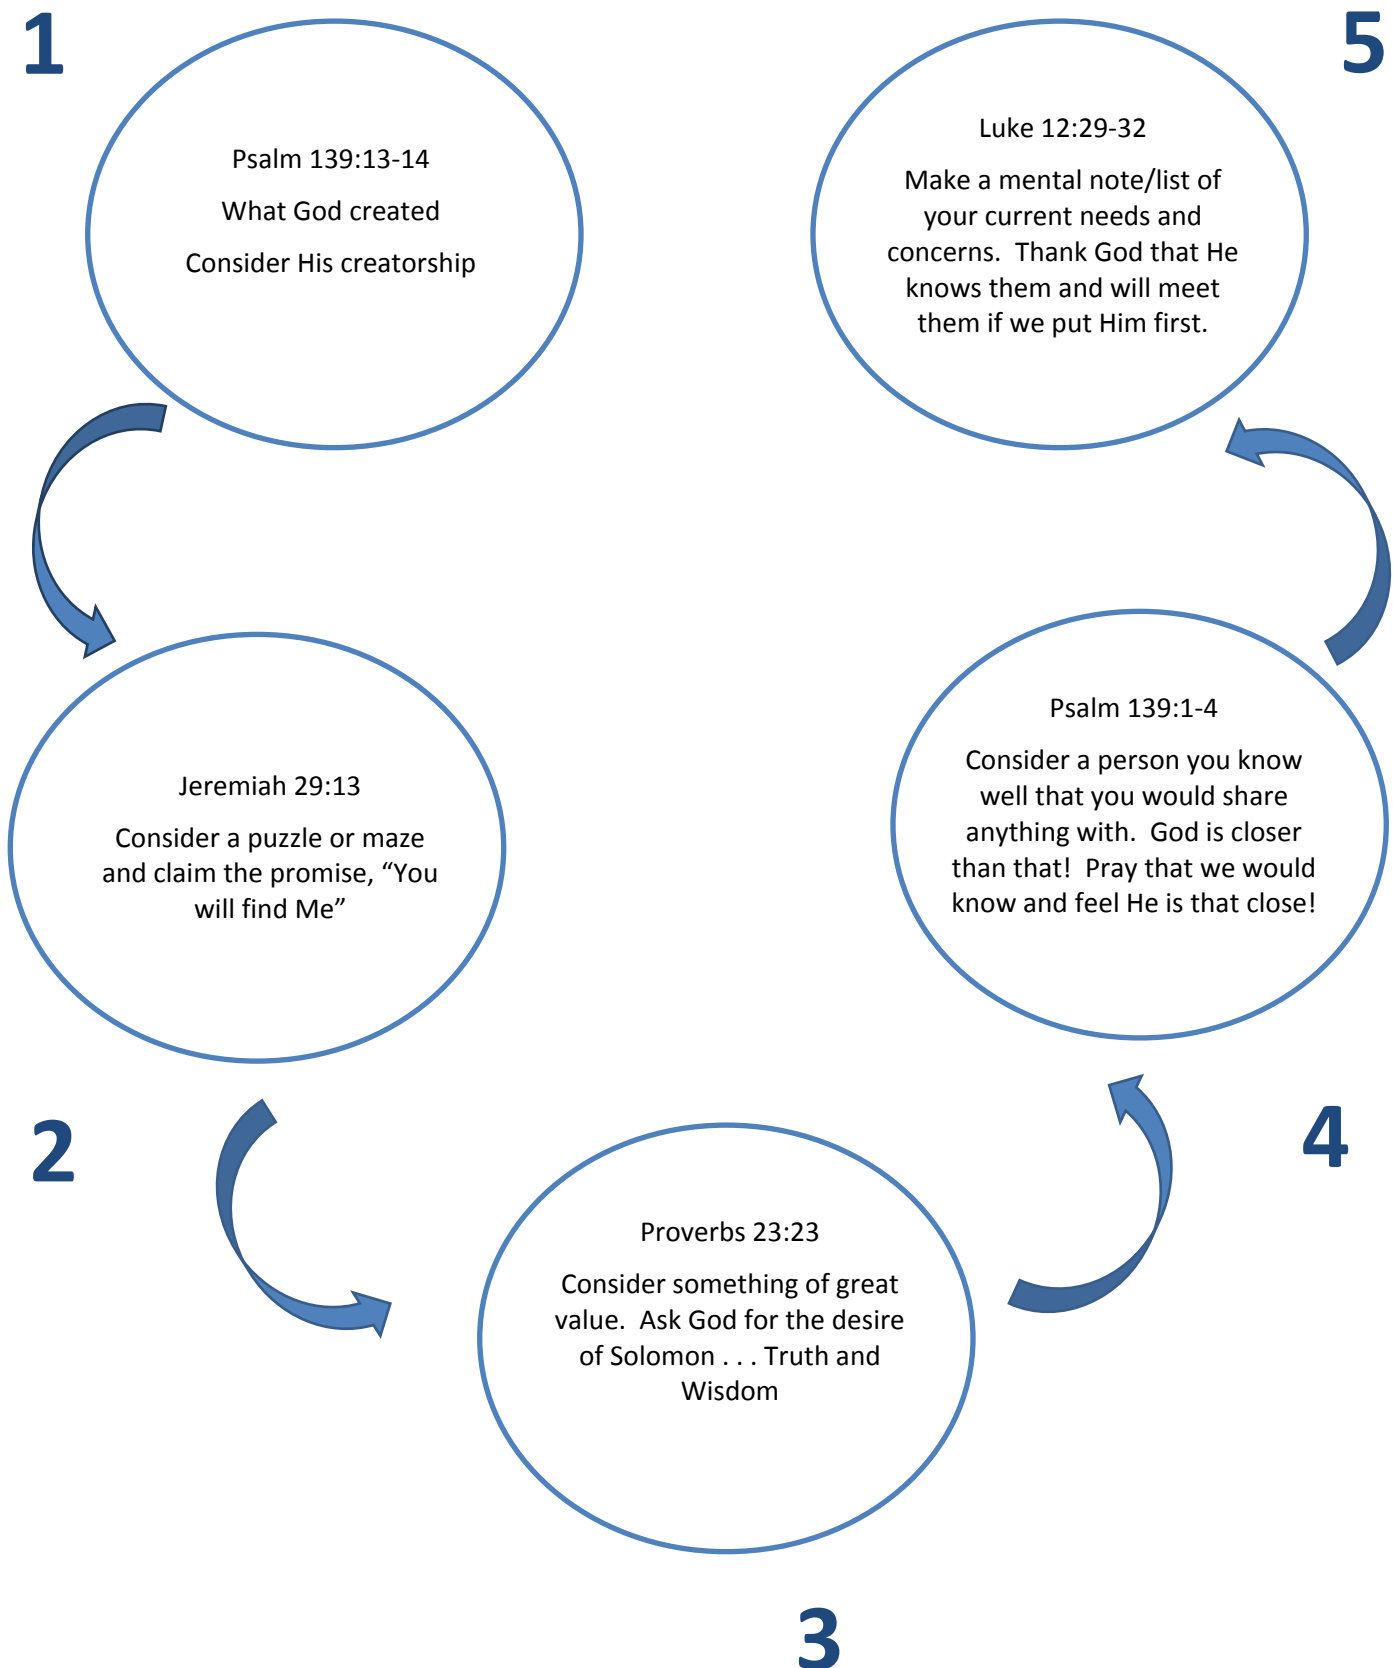 1
Psalm 139:13-14
What God created
Consider His creatorship
2
Jeremiah 29:13
Consider a puzzle or maze
and claim the promise, “You
will find Me”
3
Proverbs 23:23
Consider something of great
value.  Ask God for the desire
of Solomon . . . Truth and
Wisdom
4
Psalm 139:1-4
Consider a person you know
well that you would share
anything with.  God is closer
than that!  Pray that we would
know and feel He is that close!
5
Luke 12:29-32
Make a mental note/list of
your current needs and
concerns.  Thank God that He
knows them and will meet
them if we put Him first.